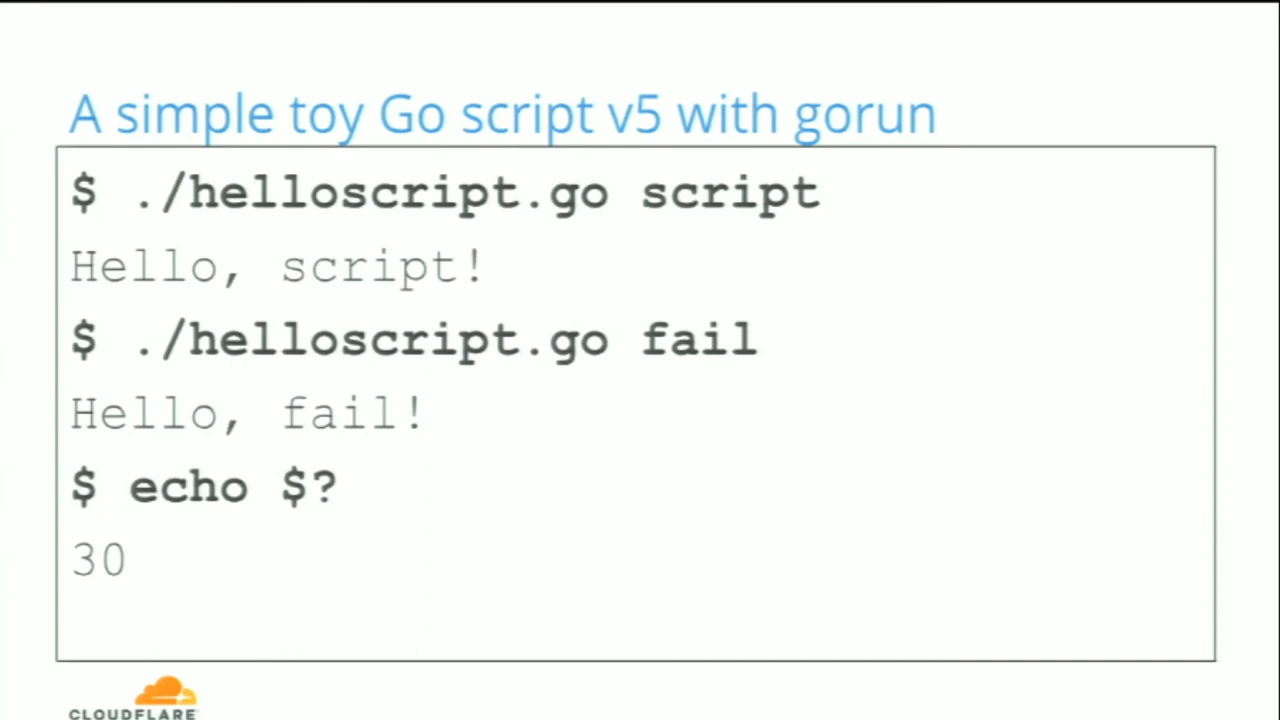 A simple toy Go script v5 with gorun
$ ./helloscript.go script
Hello, script!
$ ./helloscript.go fail
Hello, fail!
$ echo $?
30
CLOUDFLARE